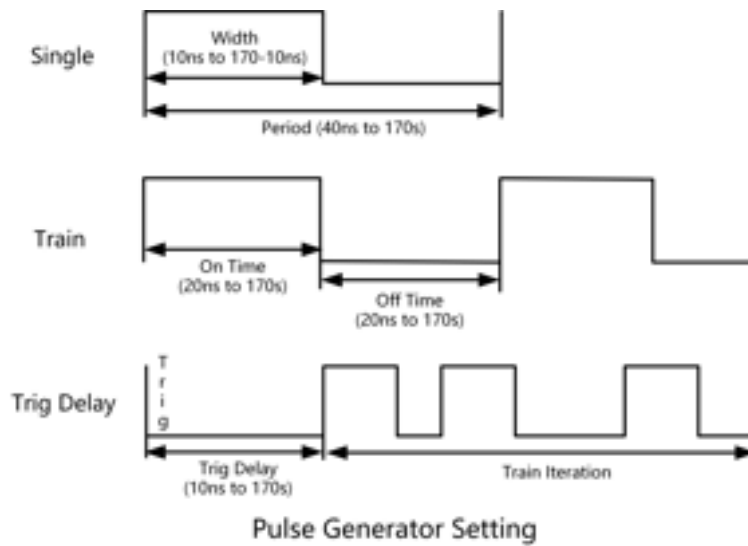 Single
Width
(10ns to 170-10ns)
Period (40ns to 170s)
Train
On Time
(20ns to 170s)
Off Time
(20ns to 170s)
Trig Delay
Trig
Trig Delay
(10ns to 170s)
Train Iteration
Pulse Generator Setting